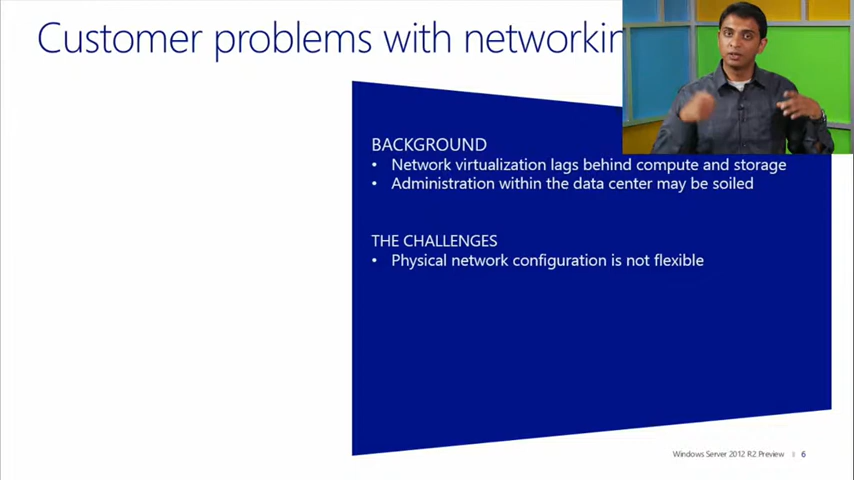 Customer problems with networkin
BACKGROUND
• Network virtualization lags behind compute and storage
• Administration within the data center may be soiled
THE CHALLENGES
• Physical network configuration is not flexible
Windows Server 2012 R2 Preview | 6